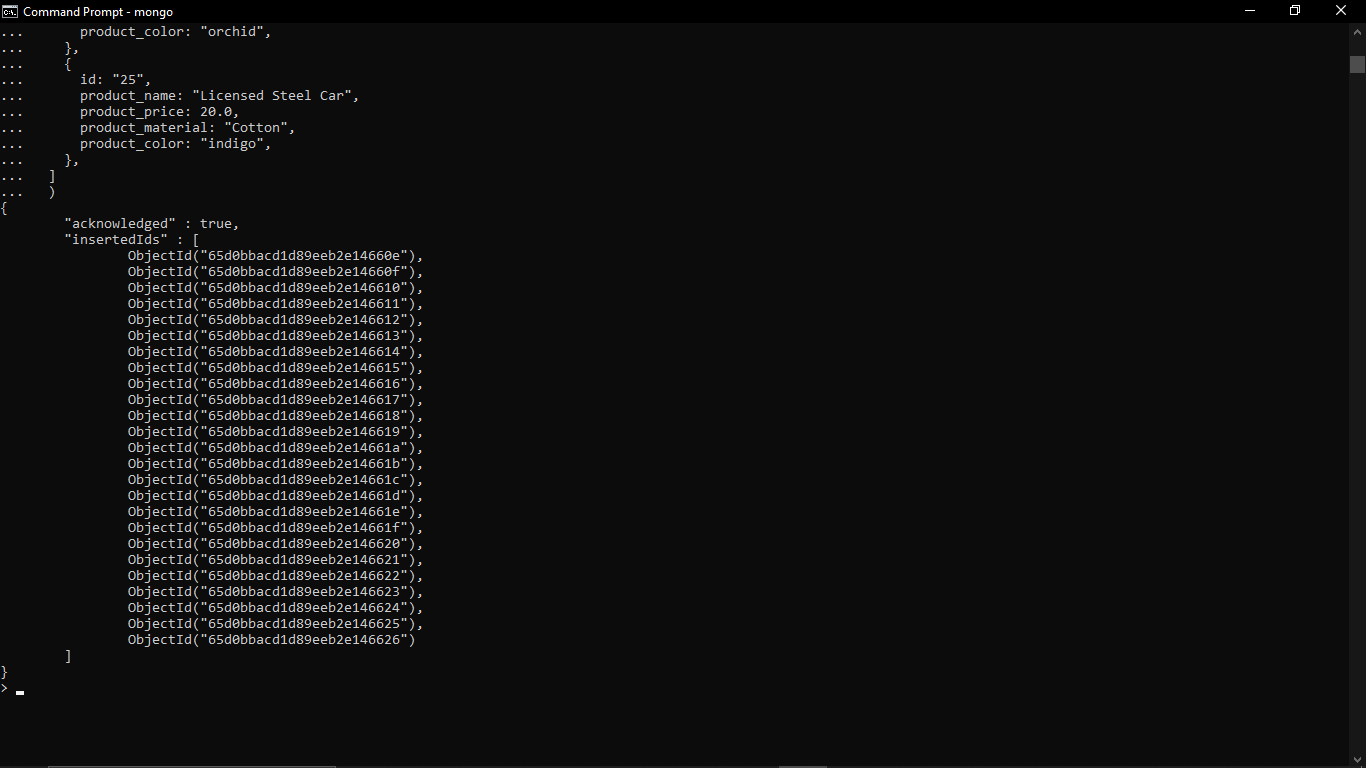 Command Prompt - mongo
...       product_color: "orchid",
...     },
...     {
...       id: "25",
...       product_name: "Licensed Steel Car",
...       product_price: 20.0,
...       product_material: "Cotton",
...       product_color: "indigo",
...     },
...   ]
...   )
{
        "acknowledged" : true,
        "insertedIds" : [
                ObjectId("65d0bbacd1d89eeb2e14660e"),
                ObjectId("65d0bbacd1d89eeb2e14660f"),
                ObjectId("65d0bbacd1d89eeb2e146610"),
                ObjectId("65d0bbacd1d89eeb2e146611"),
                ObjectId("65d0bbacd1d89eeb2e146612"),
                ObjectId("65d0bbacd1d89eeb2e146613"),
                ObjectId("65d0bbacd1d89eeb2e146614"),
                ObjectId("65d0bbacd1d89eeb2e146615"),
                ObjectId("65d0bbacd1d89eeb2e146616"),
                ObjectId("65d0bbacd1d89eeb2e146617"),
                ObjectId("65d0bbacd1d89eeb2e146618"),
                ObjectId("65d0bbacd1d89eeb2e146619"),
                ObjectId("65d0bbacd1d89eeb2e14661a"),
                ObjectId("65d0bbacd1d89eeb2e14661b"),
                ObjectId("65d0bbacd1d89eeb2e14661c"),
                ObjectId("65d0bbacd1d89eeb2e14661d"),
                ObjectId("65d0bbacd1d89eeb2e14661e"),
                ObjectId("65d0bbacd1d89eeb2e14661f"),
                ObjectId("65d0bbacd1d89eeb2e146620"),
                ObjectId("65d0bbacd1d89eeb2e146621"),
                ObjectId("65d0bbacd1d89eeb2e146622"),
                ObjectId("65d0bbacd1d89eeb2e146623"),
                ObjectId("65d0bbacd1d89eeb2e146624"),
                ObjectId("65d0bbacd1d89eeb2e146625"),
                ObjectId("65d0bbacd1d89eeb2e146626")
        ]
}
> _